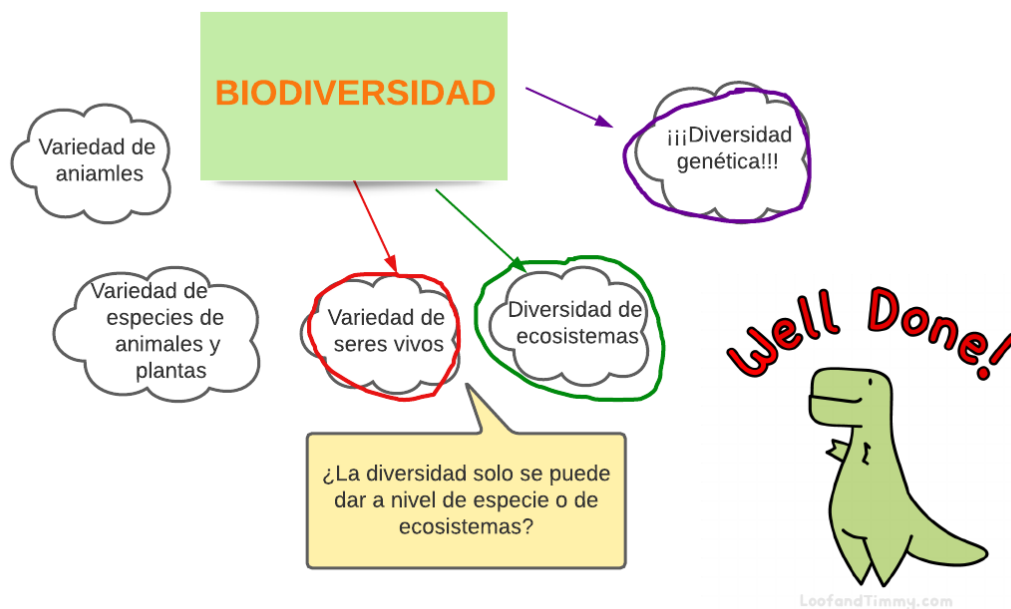 BIODIVERSIDAD
Variedad de
aniamles
¡¡¡Diversidad
genética!!!
Variedad de
especies de
animales y
plantas
Variedad de
seres vivos
Diversidad de
ecosistemas
¿La diversidad solo se puede
dar a nivel de especie o de
ecosistemas?
Well Done!
LoofandTimmy.com